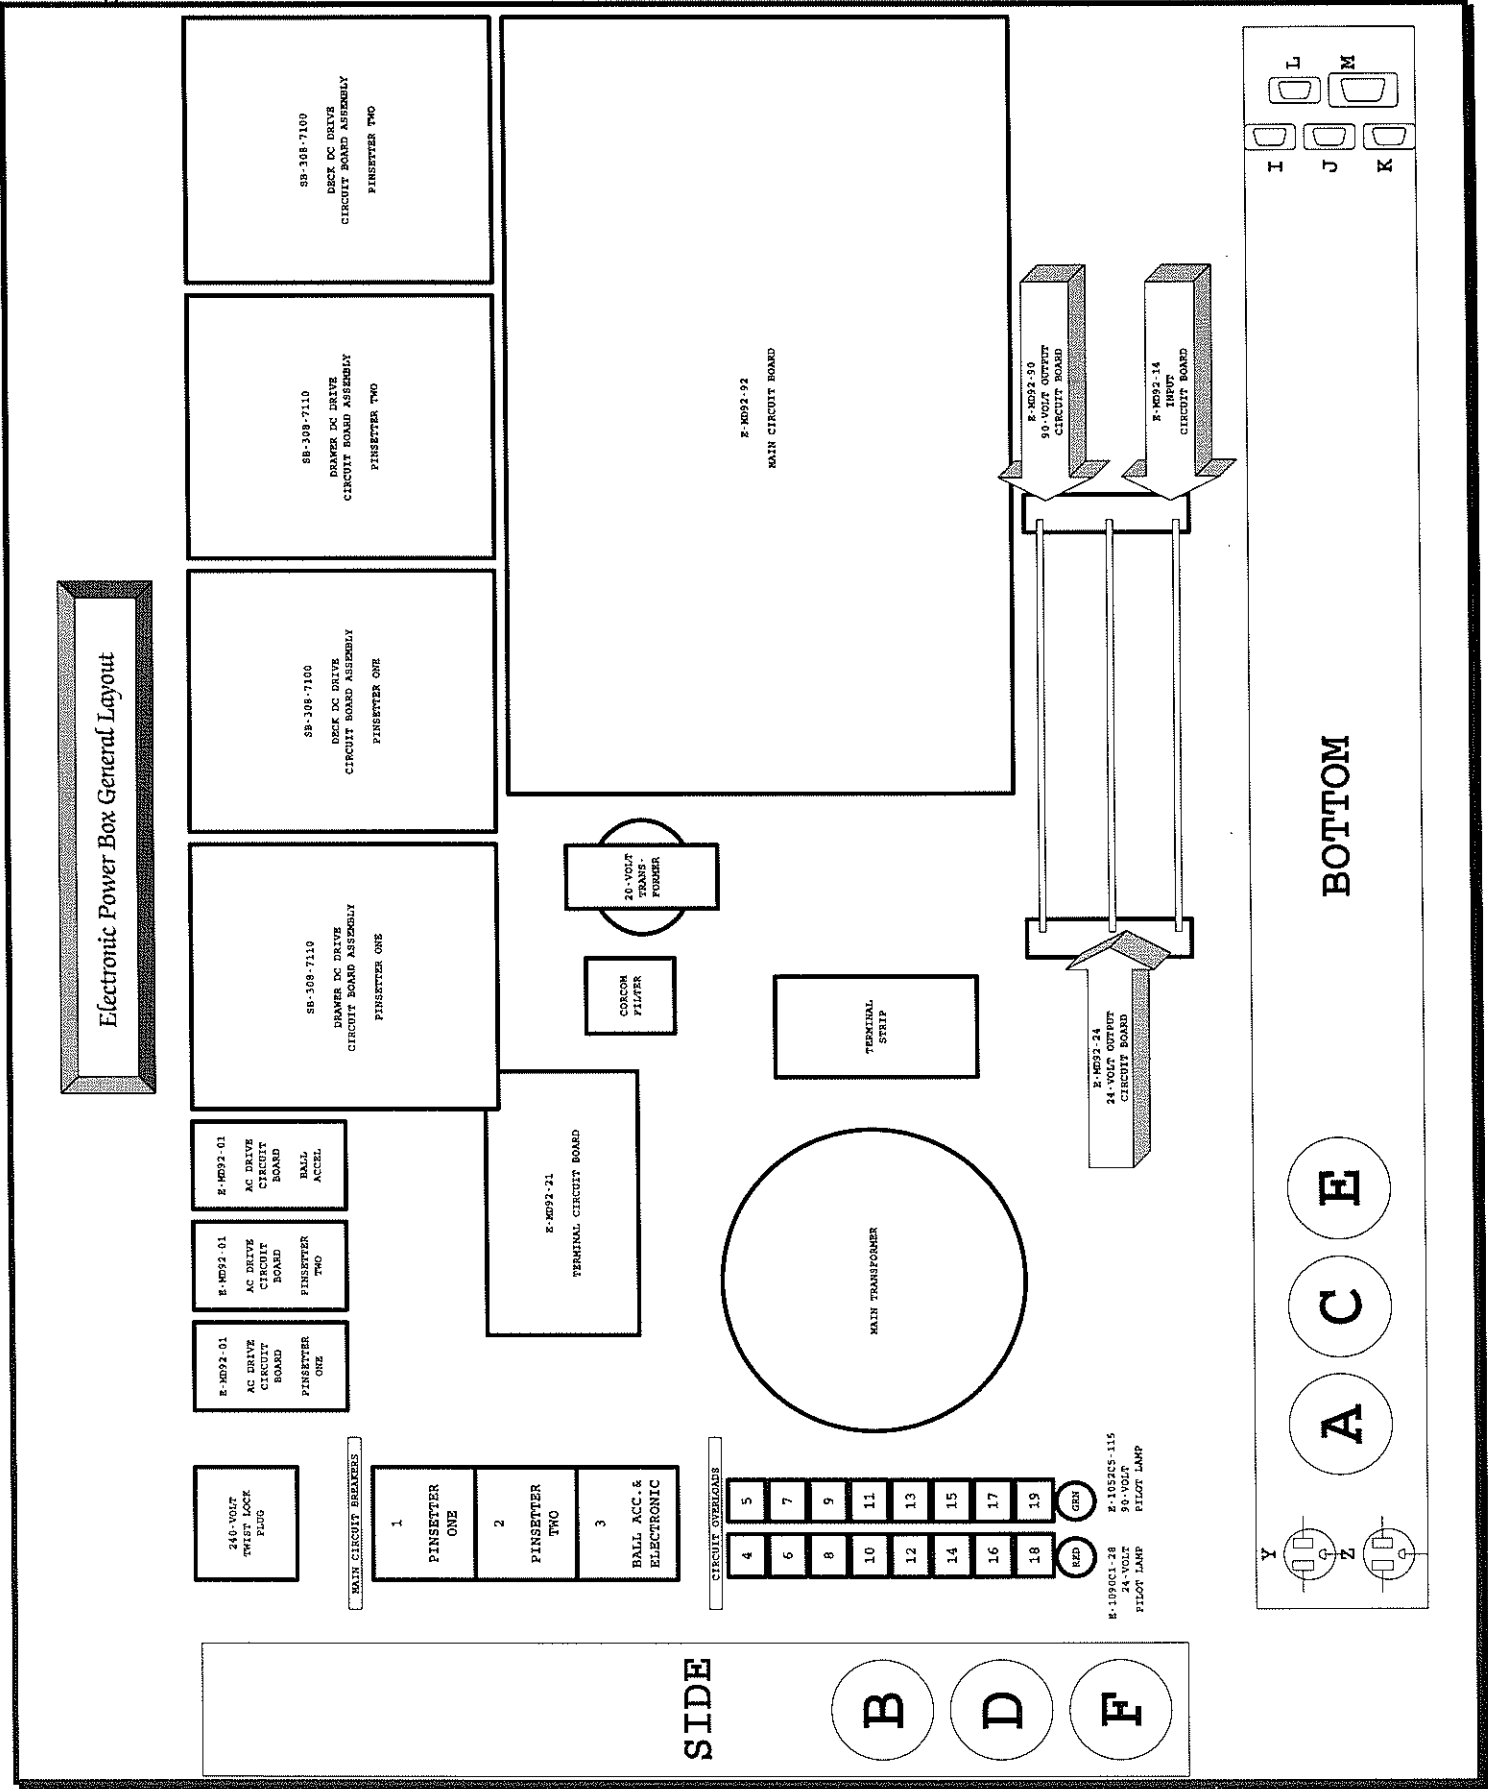 Electronic Power Box General Layout
240-VOLT
TWIST LOCK
PLUG
E-MD92-01
AC DRIVE
CIRCUIT
BOARD
PINSETTER
ONE
E-MD92-01
AC DRIVE
CIRCUIT
BOARD
PINSETTER
TWO
E-MD92-01
AC DRIVE
CIRCUIT
BOARD
BALL
ACCEL
SB-308-7110
DRAWER DC DRIVE
CIRCUIT BOARD ASSEMBLY
PINSETTER ONE
SB-308-7100
DECK DC DRIVE
CIRCUIT BOARD ASSEMBLY
PINSETTER ONE
SB-308-7110
DRAWER DC DRIVE
CIRCUIT BOARD ASSEMBLY
PINSETTER TWO
SB-308-7100
DECK DC DRIVE
CIRCUIT BOARD ASSEMBLY
PINSETTER TWO
MAIN CIRCUIT BREAKERS
1
PINSETTER
ONE
2
PINSETTER
TWO
3
BALL ACC.&
ELECTRONIC
E-MD92-21
TERMINAL CIRCUIT BOARD
CORCOM
FILTER
20-VOLT
TRANS-
FORMER
E-MD92-92
MAIN CIRCUIT BOARD
SIDE
CIRCUIT OVERLOADS
4 5
6 7
8 9
10 11
12 13
14 15
16 17
18 19
RED GRN
E-1090C1-28
24-VOLT
PILOT LAMP
E-1052C5-115
90-VOLT
PILOT LAMP
MAIN TRANSFORMER
TERMINAL
STRIP
B
D
F
E-MD92-24
24-VOLT OUTPUT
CIRCUIT BOARD
E-MD92-90
90-VOLT OUTPUT
CIRCUIT BOARD
E-MD92-14
INPUT
CIRCUIT BOARD
Y
Z
A C E
BOTTOM
I
J
K
L
M